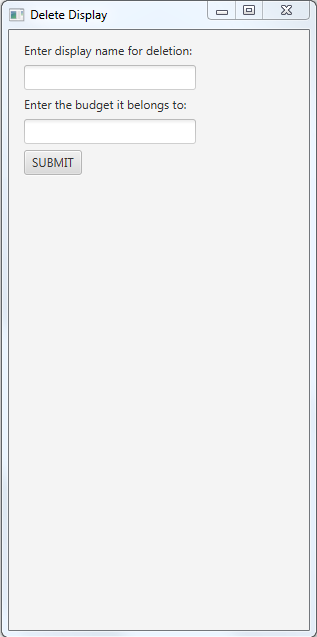 Delete Display
Enter display name for deletion:
Enter the budget it belongs to:
SUBMIT